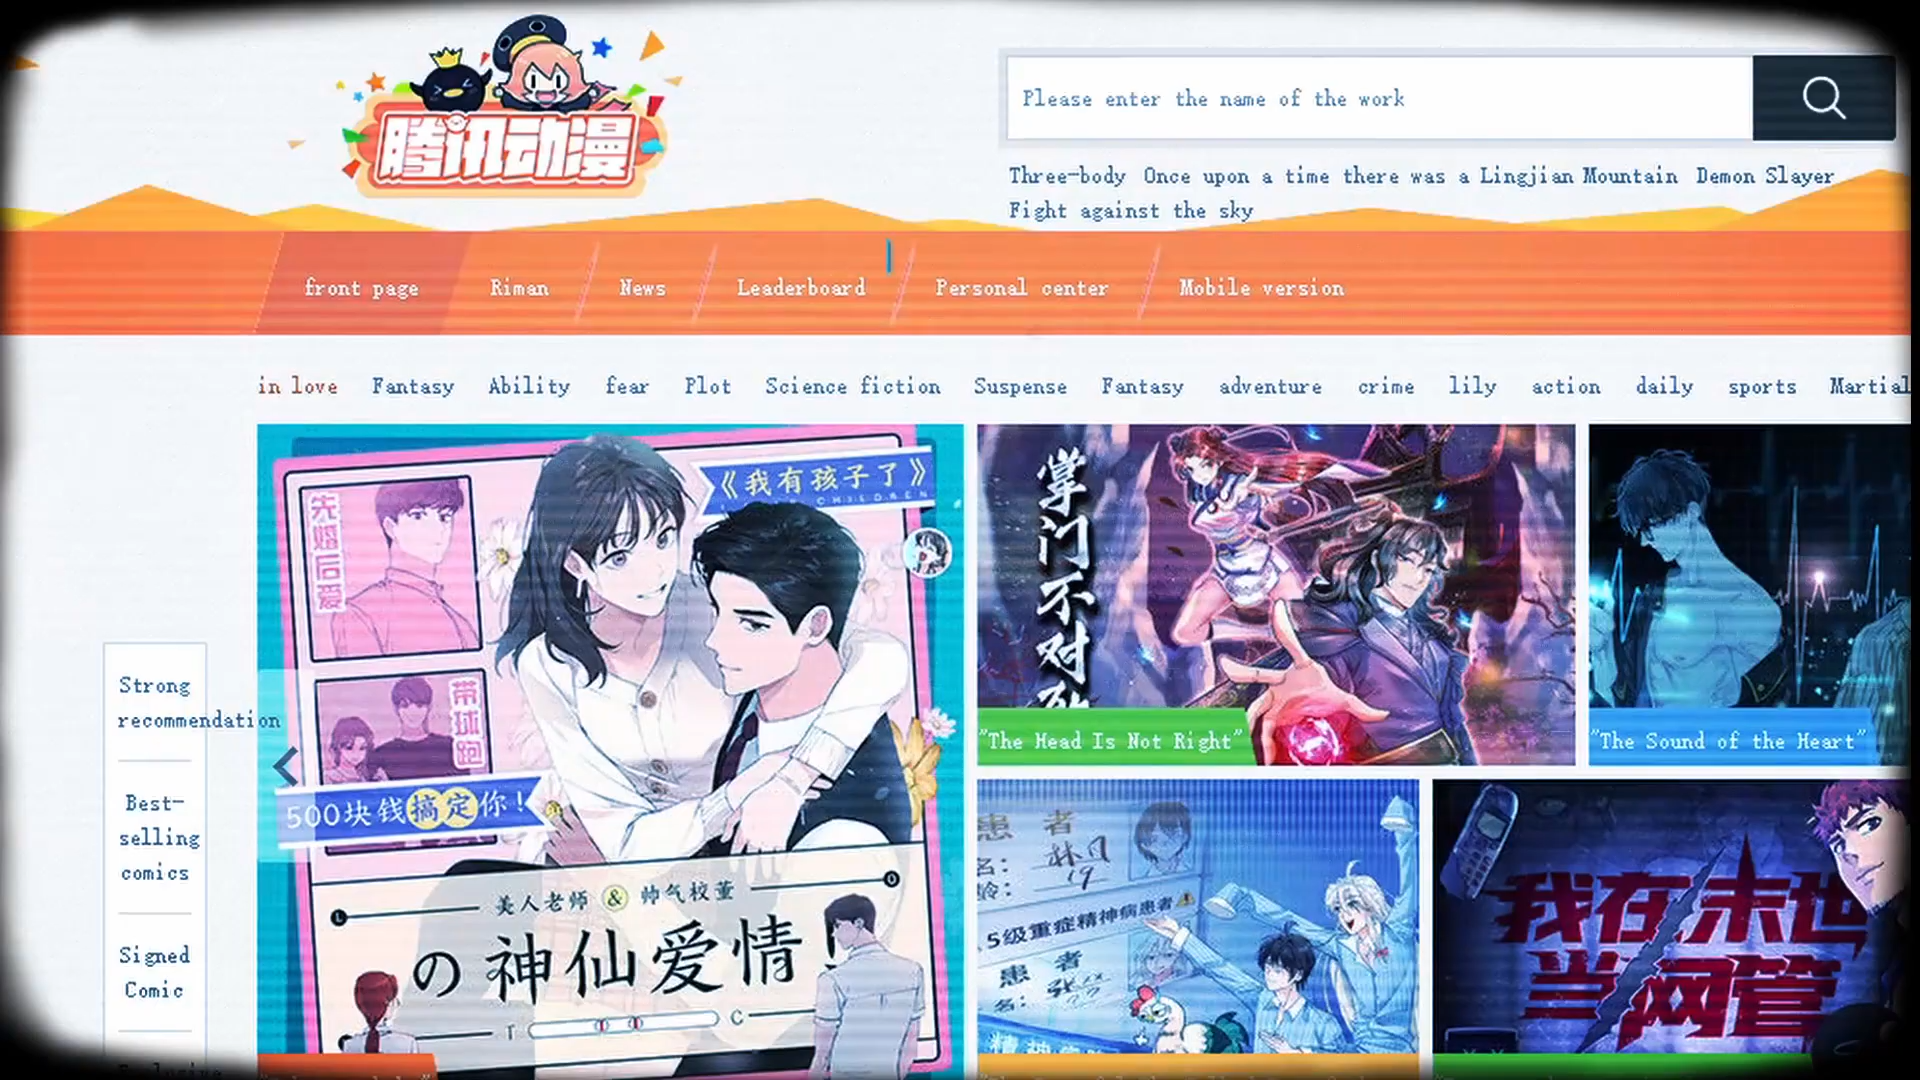 腾讯动漫
Please enter the name of the work
Three-body Once upon a time there was a Lingjian Mountain Demon Slayer
Fight against the sky
front page Riman News Leaderboard Personal center Mobile version
in love Fantasy Ability fear Plot Science fiction Suspense Fantasy adventure crime lily action daily sports Martial
Strong
recommendation
Best-
selling
comics
Signed
Comic
《我有孩子了》
先婚后爱
带球跑
500块钱搞定你！
美人老师 & 帅气校董
の神仙爱情！
掌门不对
"The Head Is Not Right"
"The Sound of the Heart"
患者
19
5级重症精神病患者
患者
名：张××
我在末世
当网管